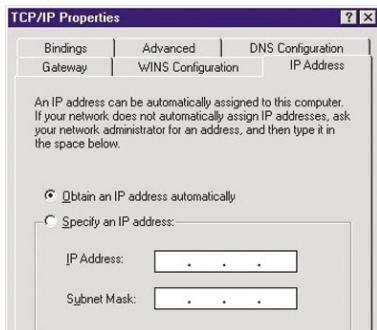 TCP/IP Properties
Bindings Advanced DNS Configuration
Gateway WINS Configuration IP Address
An IP address can be automatically assigned to this computer.
If your network does not automatically assign IP addresses, ask
your network administrator for an address, and then type it in
the space below.
Obtain an IP address automatically
Specify an IP address:
IP Address: . . .
Subnet Mask: . . .